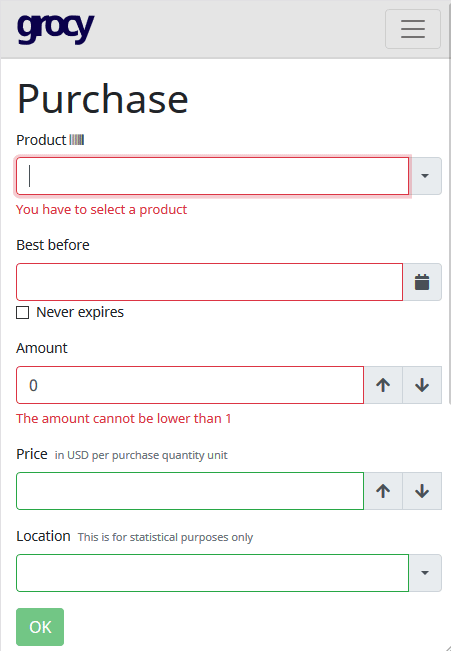 grocy
Purchase
Product
You have to select a product
Best before
Never expires
Amount
0
The amount cannot be lower than 1
Price in USD per purchase quantity unit
Location This is for statistical purposes only
OK